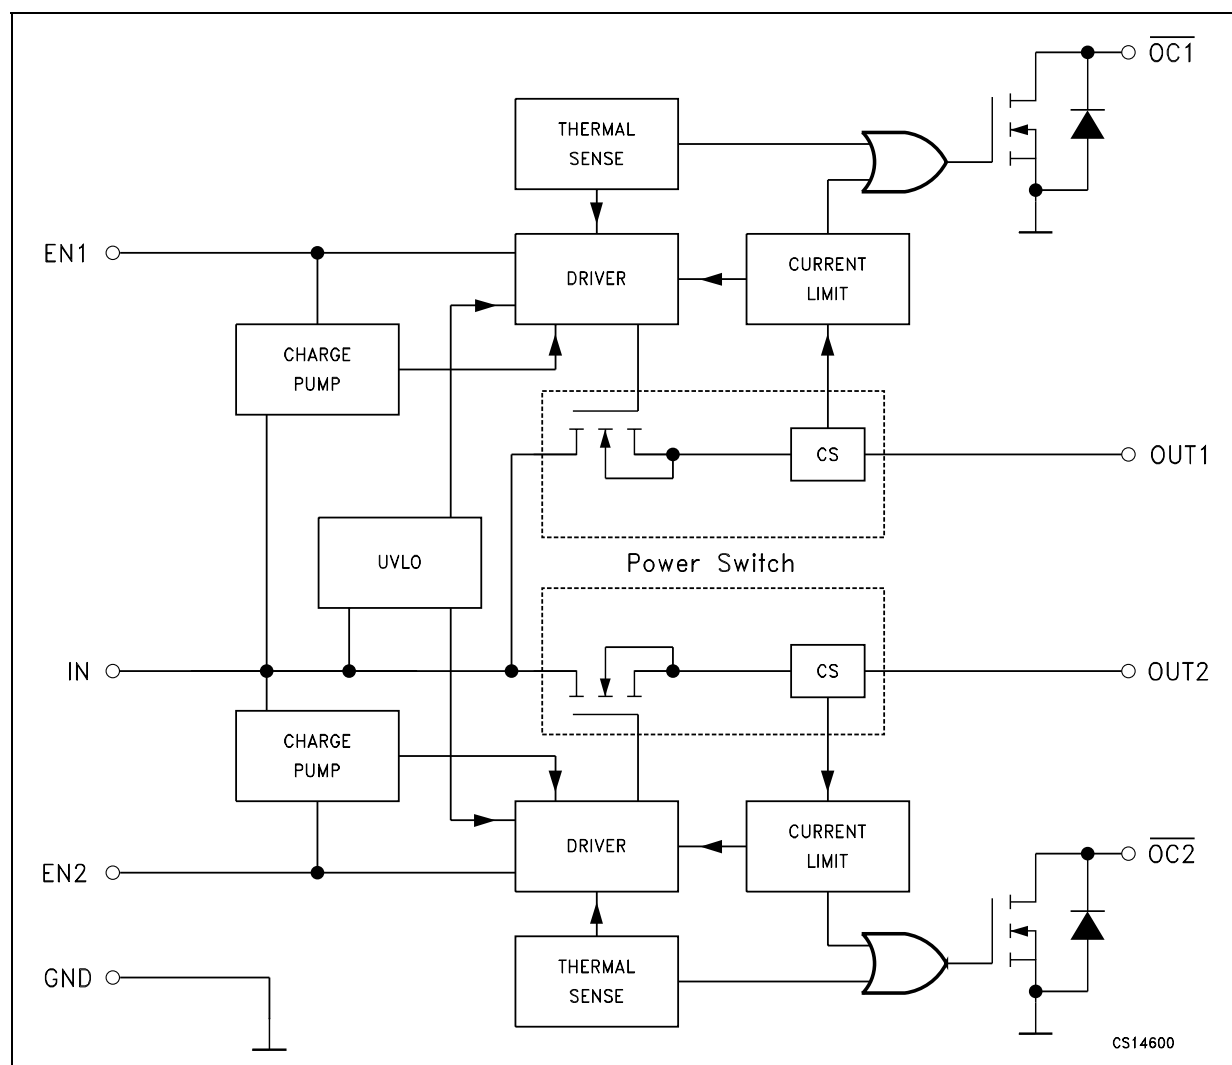 OC1
THERMAL
SENSE
EN1
DRIVER
CURRENT
LIMIT
CHARGE
PUMP
CS
OUT1
UVLO
Power Switch
IN
CS
OUT2
CHARGE
PUMP
DRIVER
CURRENT
LIMIT
OC2
EN2
THERMAL
SENSE
GND
CS14600